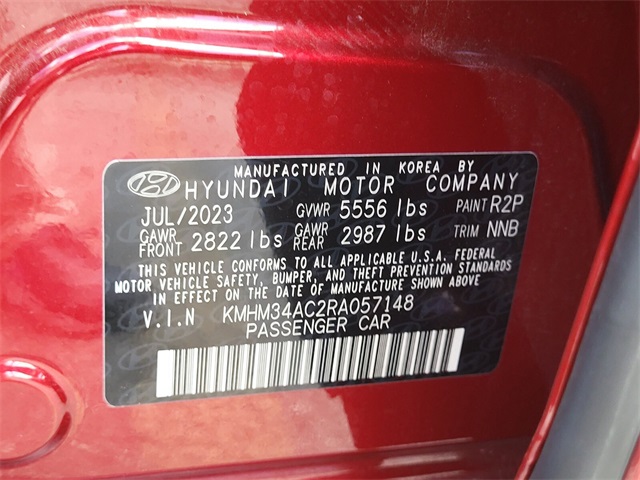 MANUFACTURED IN KOREA BY
HYUNDAI MOTOR COMPANY
JUL/2023 GVWR 5556 lbs PAINT R2P
GAWR FRONT 2822 lbs GAWR REAR 2987 lbs TRIM NNB
THIS VEHICLE CONFORMS TO ALL APPLICABLE U.S.A. FEDERAL
MOTOR VEHICLE SAFETY, BUMPER, AND THEFT PREVENTION STANDARDS
IN EFFECT ON THE DATE OF MANUFACTURE SHOWN ABOVE
V.I.N KMHM34AC2RA057148
PASSENGER CAR